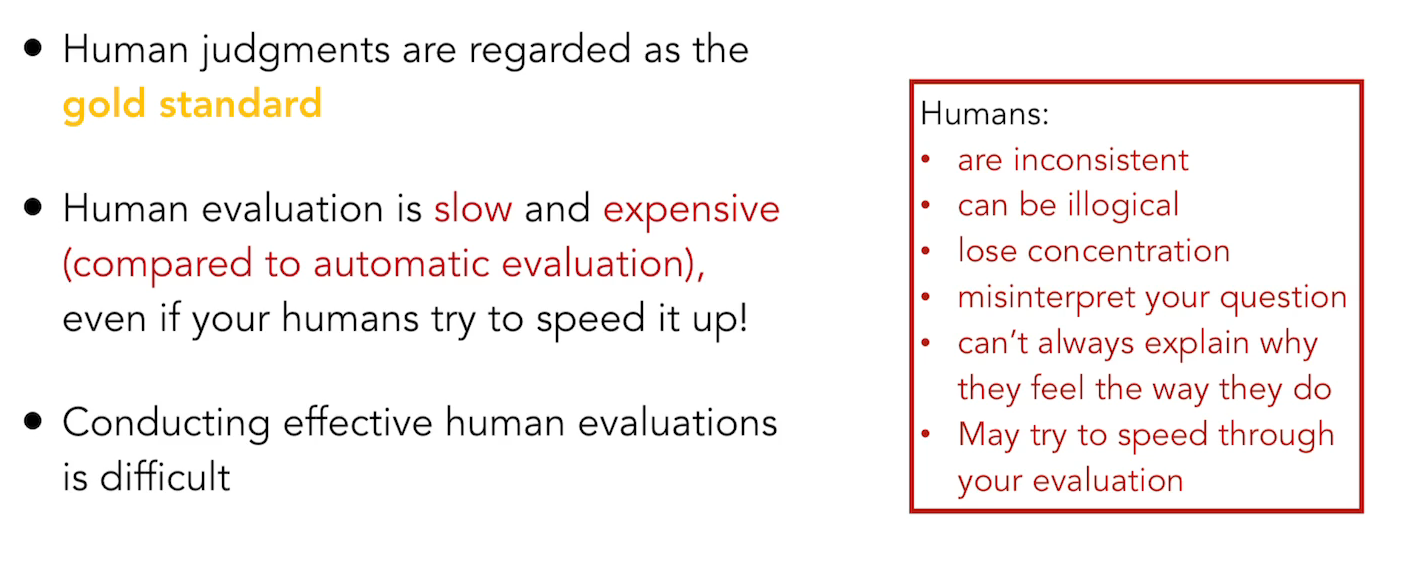 ● Human judgments are regarded as the
gold standard
● Human evaluation is slow and expensive
(compared to automatic evaluation),
even if your humans try to speed it up!
● Conducting effective human evaluations
is difficult
Humans:
• are inconsistent
• can be illogical
• lose concentration
• misinterpret your question
• can’t always explain why
they feel the way they do
• May try to speed through
your evaluation